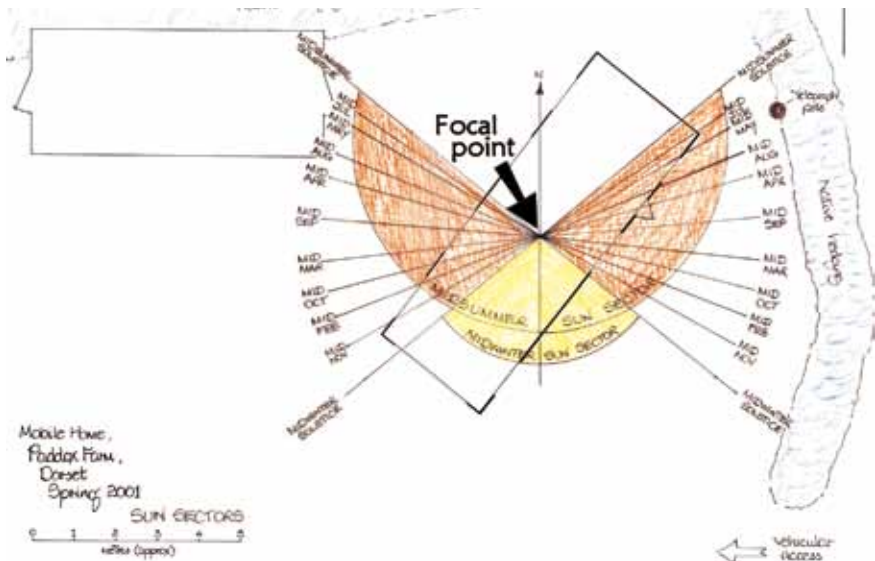 N
Focal
point
MIDSUMMER
SOLSTICE
MID
JUL
MID
MAY
MID
AUG
MID
APR
MID
SEP
MID
MAR
MID
OCT
MID
FEB
MID
NOV
MIDWINTER
SOLSTICE
MIDSUMMER SUN SECTOR
MIDWINTER SUN SECTOR
MIDSUMMER
SOLSTICE
MID
MID
MAY
MID
AUG
MID
APR
MID
SEP
MID
MAR
MID
OCT
MID
FEB
MID
NOV
MIDWINTER
SOLSTICE
Telegraph
pole
Native hedging
Mobile Home,
Paddox Farm,
Dorset
Spring 2001
SUN SECTORS
0 1 2 3 4 5
metres (approx)
Vehicular
Access